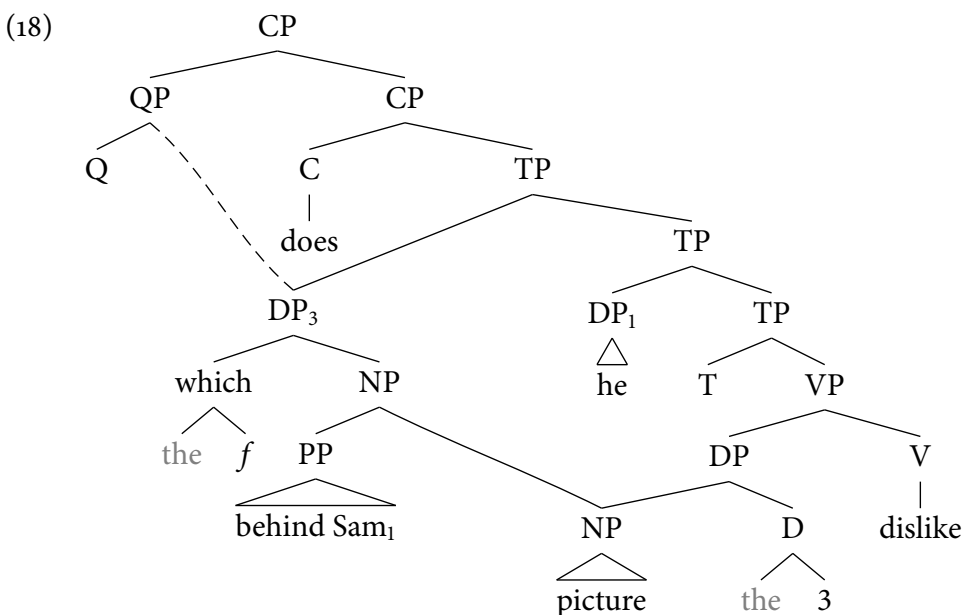 (18) CP
QP CP
Q C TP
does TP
DP₃ DP₁ TP
which NP he T VP
the f PP DP V
behind Sam₁ NP D dislike
picture the 3